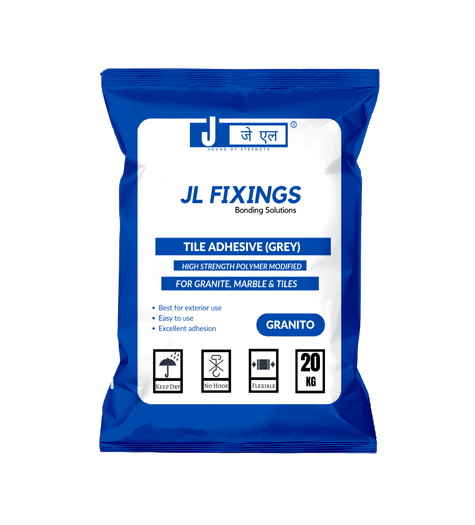 J जे एल ®
SOUND OF STRENGTH
JL FIXINGS
Bonding Solutions
TILE ADHESIVE (GREY)
HIGH STRENGTH POLYMER MODIFIED
FOR GRANITE, MARBLE & TILES
• Best for exterior use
• Easy to use
• Excellent adhesion
GRANITO
KEEP DRY
NO HOOK
FLEXIBLE
20
KG